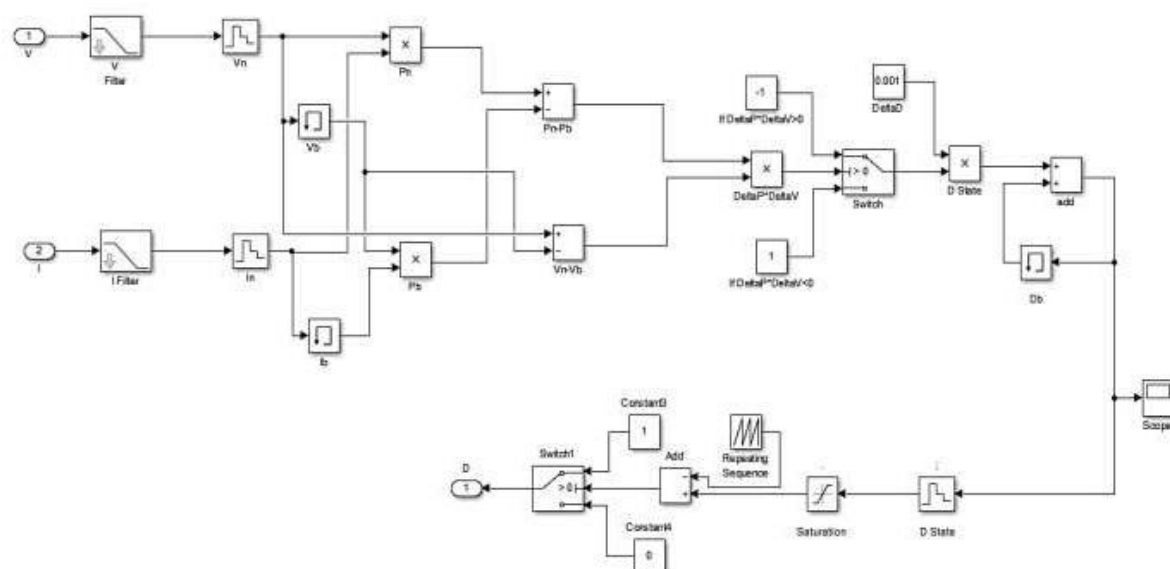 1
V
V
Filter
Vn
×
Pn
Vb
+
−
Pn-Pb
-1
If DeltaP*DeltaV>0
0.001
DeltaD
×
DeltaP*DeltaV
> 0
Switch
×
D State
+
+
add
2
I
I Filter
In
×
Pb
+
−
Vn-Vb
1
If DeltaP*DeltaV<0
Db
Ib
Scope
Constant3
1
Repeating
Sequence
Switch1
Add
D
1
> 0
−
+
Saturation
D State
Constant4
0